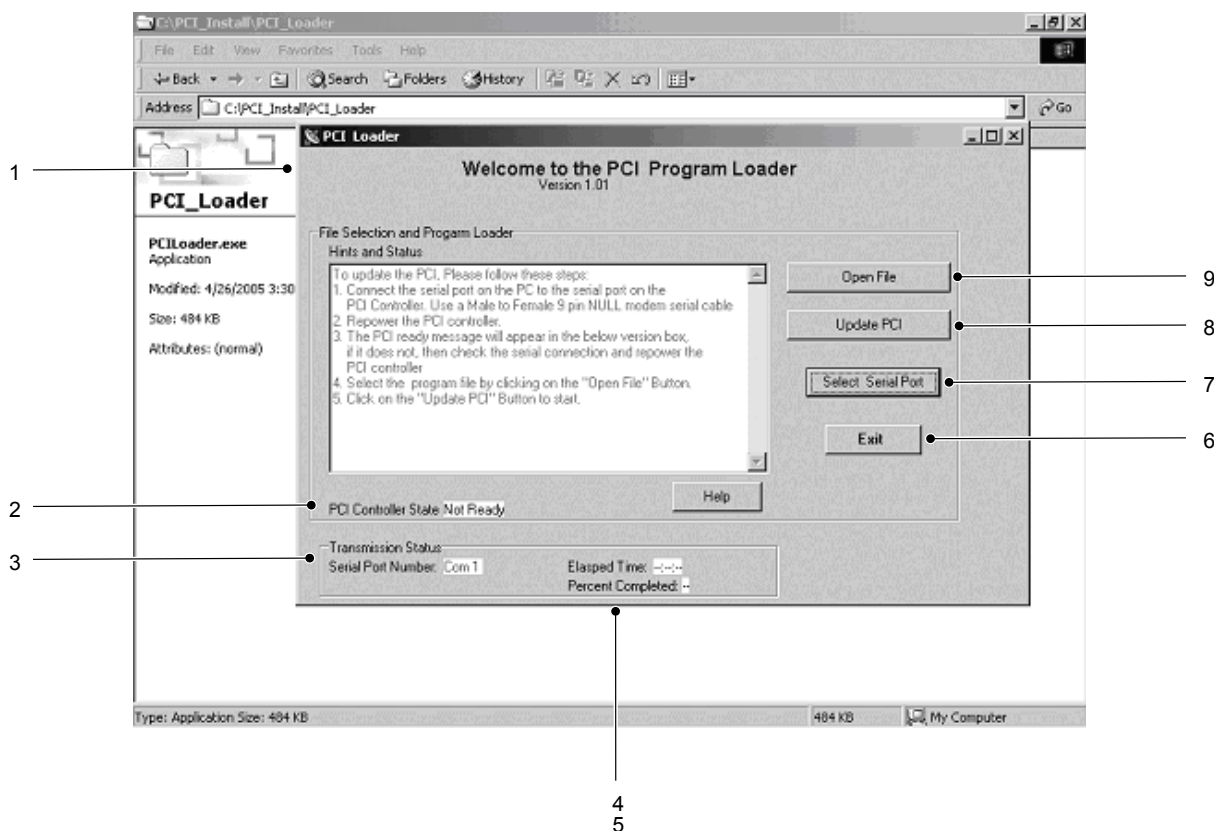 C:\PCI_Install\PCI_Loader
File Edit View Favorites Tools Help
Back Search Folders History
Address C:\PCI_Install\PCI_Loader Go
PCI Loader
1
Welcome to the PCI Program Loader
Version 1.01
PCI_Loader
PCILoader.exe
Application
Modified: 4/26/2005 3:30
Size: 484 KB
Attributes: (normal)
File Selection and Progarm Loader
Hints and Status
To update the PCI, Please follow these steps:
1. Connect the serial port on the PC to the serial port on the
PCI Controller. Use a Male to Female 9 pin NULL modem serial cable
2. Repower the PCI controller.
3. The PCI ready message will appear in the below version box,
if it does not, then check the serial connection and repower the
PCI controller
4. Select the program file by clicking on the "Open File" Button.
5. Click on the "Update PCI" Button to start.
Open File
9
Update PCI
8
Select Serial Port
7
Exit
6
Help
2
PCI Controller State Not Ready
3
Transmission Status
Serial Port Number: Com 1
Elasped Time: --:--:--
Percent Completed: --
Type: Application Size: 484 KB 484 KB My Computer
4
5